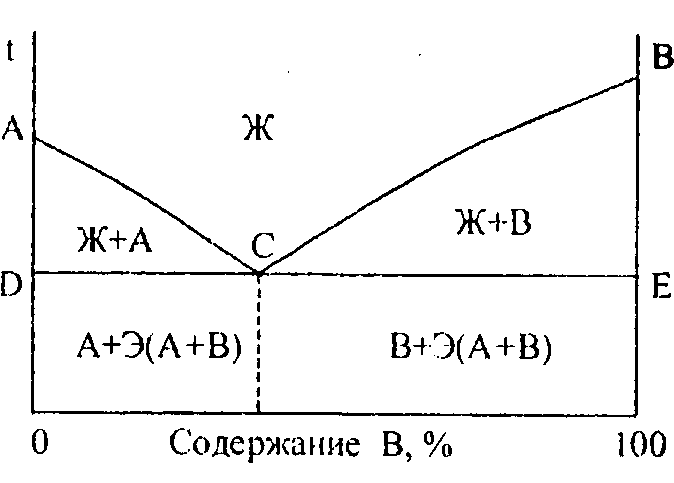 t
B
A
Ж
Ж+А
C
Ж+В
D
E
А+Э(А+В)
В+Э(А+В)
0
Содержание В, %
100